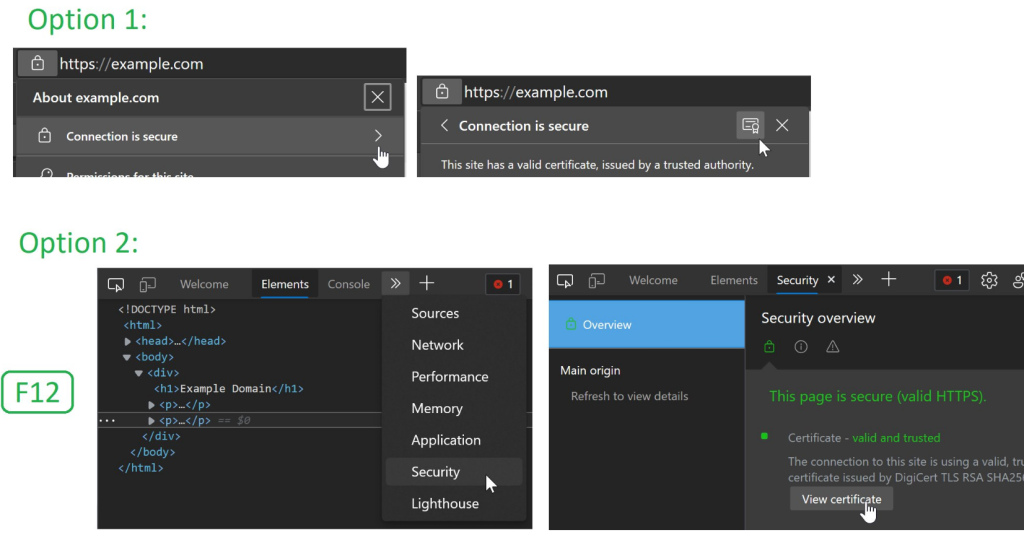 Option 1:
https://example.com
About example.com
Connection is secure
Permissions for this site
https://example.com
Connection is secure
This site has a valid certificate, issued by a trusted authority.
Option 2:
F12
Welcome
Elements
Console
1
<!DOCTYPE html>
<html>
<head>…</head>
<body>
<div>
<h1>Example Domain</h1>
<p>…</p>
··· <p>…</p> == $0
</div>
</body>
</html>
Sources
Network
Performance
Memory
Application
Security
Lighthouse
Welcome
Elements
Security
1
Overview
Main origin
Refresh to view details
Security overview
This page is secure (valid HTTPS).
Certificate - valid and trusted
The connection to this site is using a valid, tru
certificate issued by DigiCert TLS RSA SHA25
View certificate